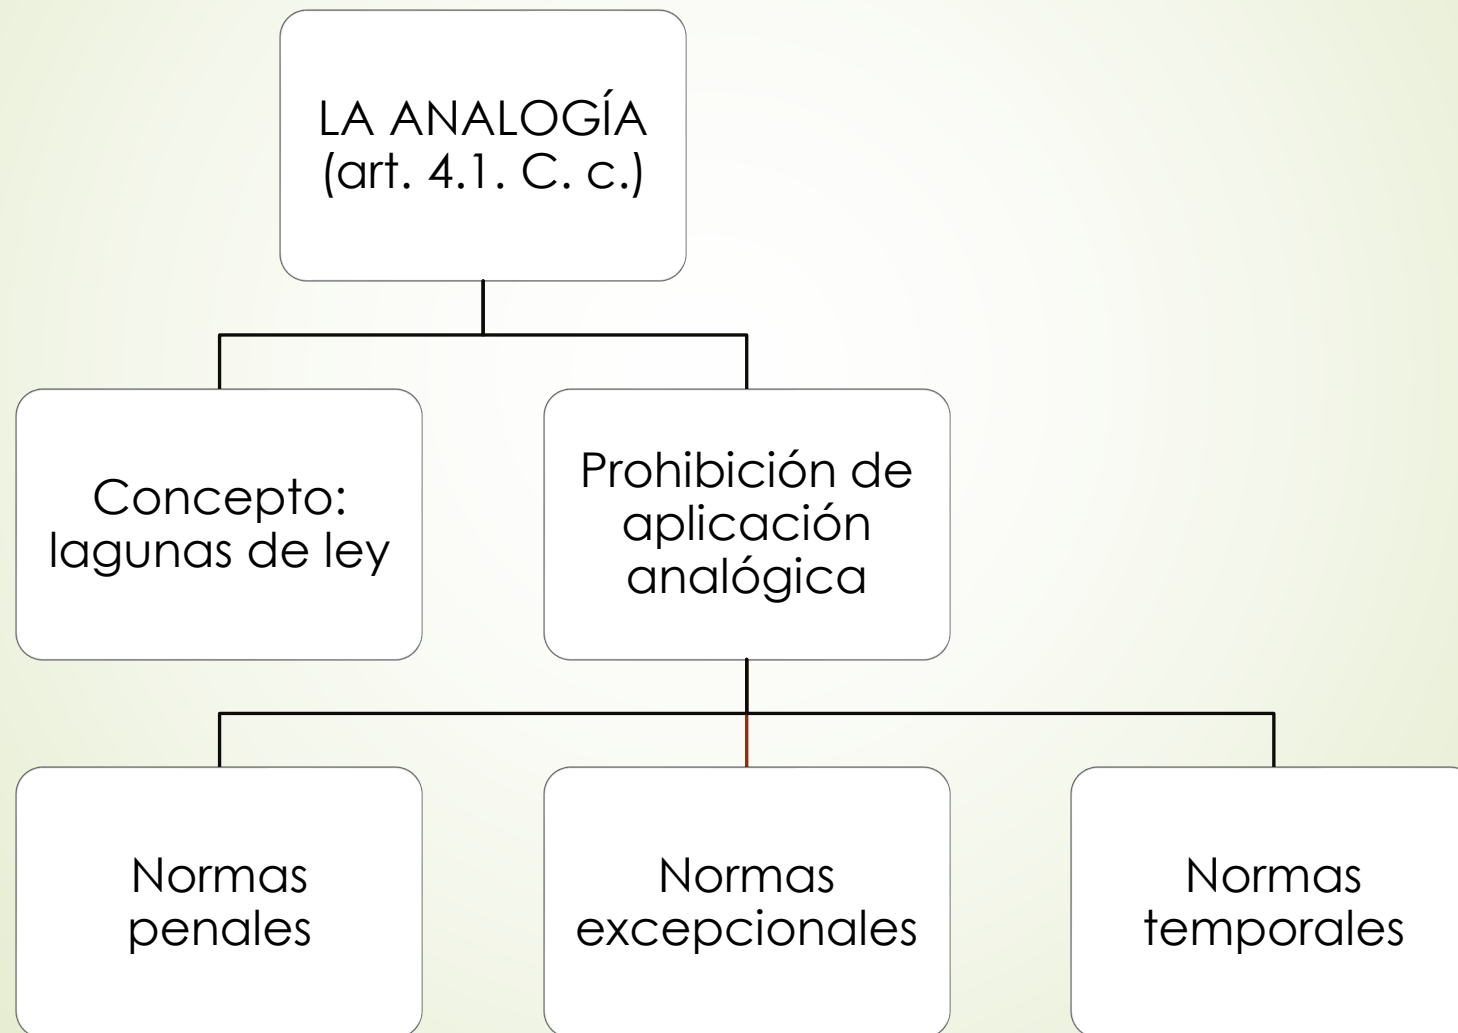 LA ANALOGÍA
(art. 4.1. C. c.)
Concepto:
lagunas de ley
Prohibición de
aplicación
analógica
Normas
penales
Normas
excepcionales
Normas
temporales